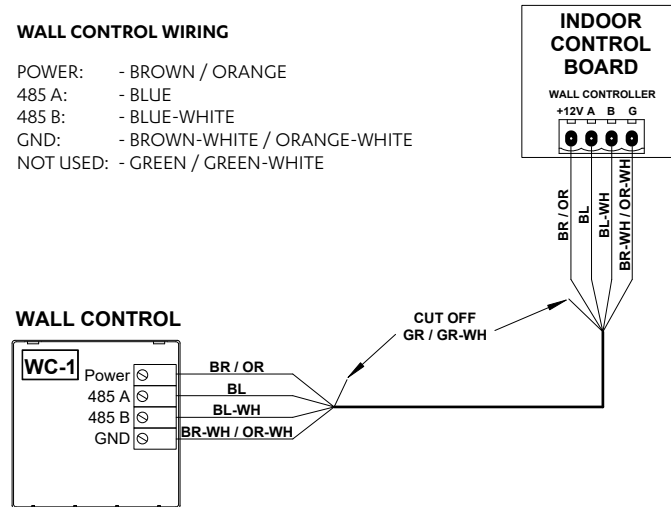 WALL CONTROL WIRING
POWER: - BROWN / ORANGE
485 A: - BLUE
485 B: - BLUE-WHITE
GND: - BROWN-WHITE / ORANGE-WHITE
NOT USED: - GREEN / GREEN-WHITE
INDOOR
CONTROL
BOARD
WALL CONTROLLER
+12V A B G
BR / OR
BL
BL-WH
BR-WH / OR-WH
CUT OFF
GR / GR-WH
WALL CONTROL
WC-1
Power
485 A
485 B
GND
BR / OR
BL
BL-WH
BR-WH / OR-WH